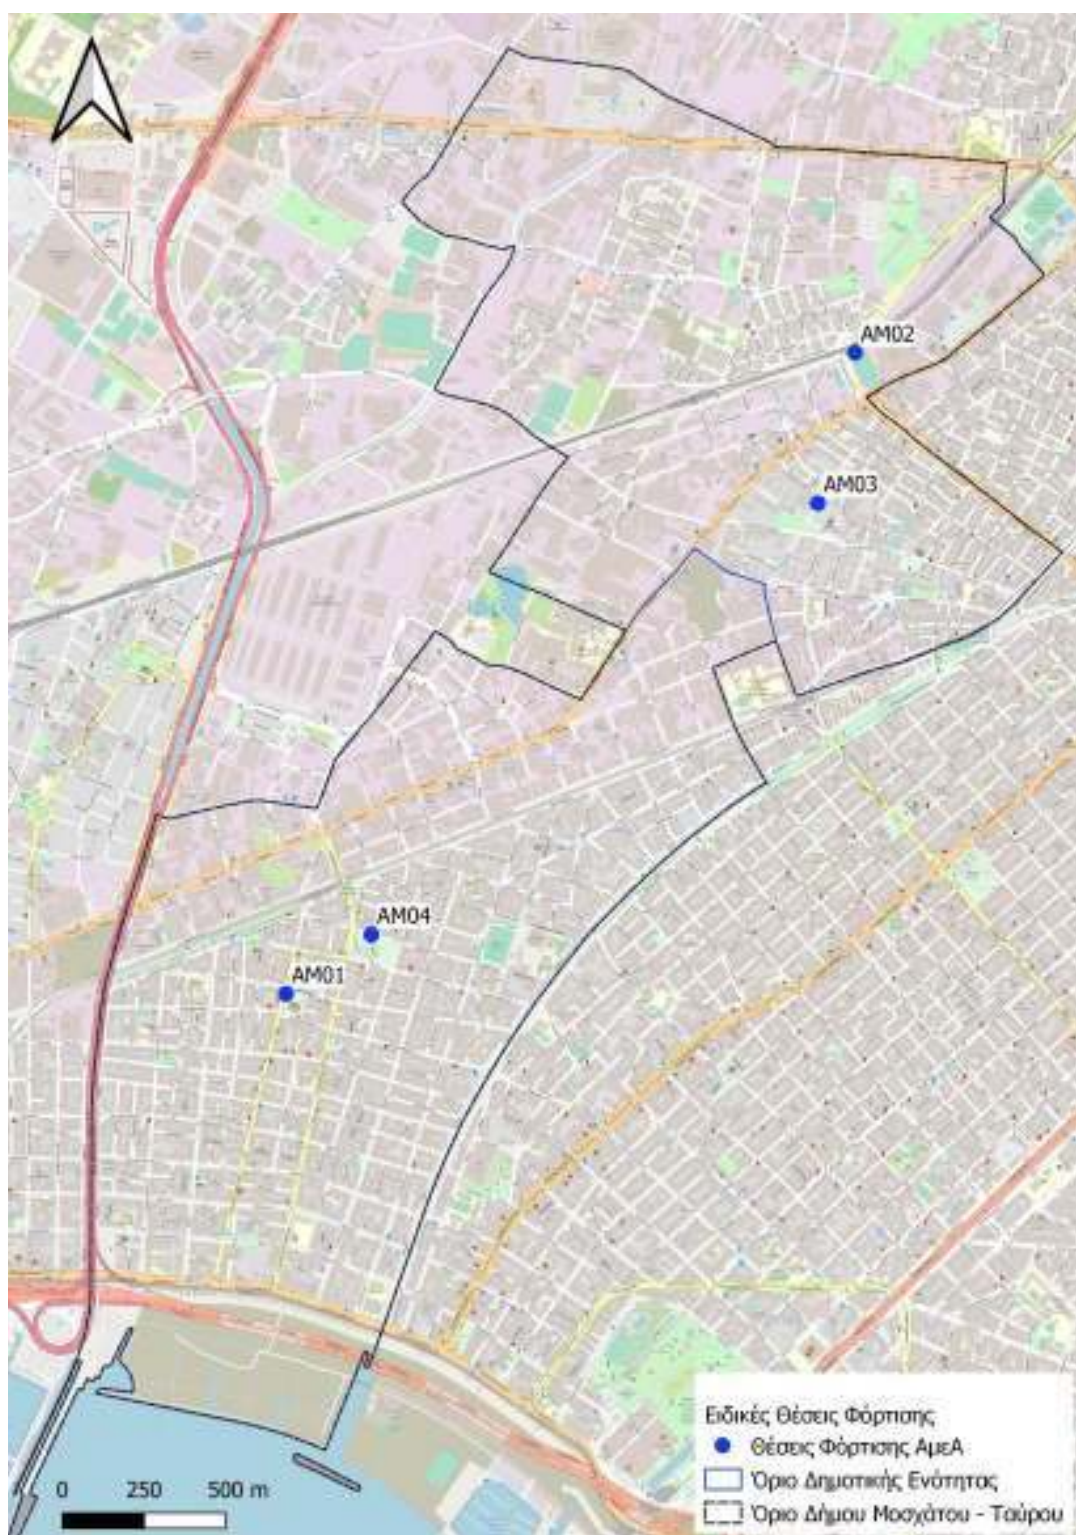 AM02
AM03
AM04
AM01
0 250 500 m
Ειδικές Θέσεις Φόρτισης
Θέσεις Φόρτισης ΑμεΑ
Όριο Δημοτικής Ενότητας
Όριο Δήμου Μοσχάτου - Ταύρου